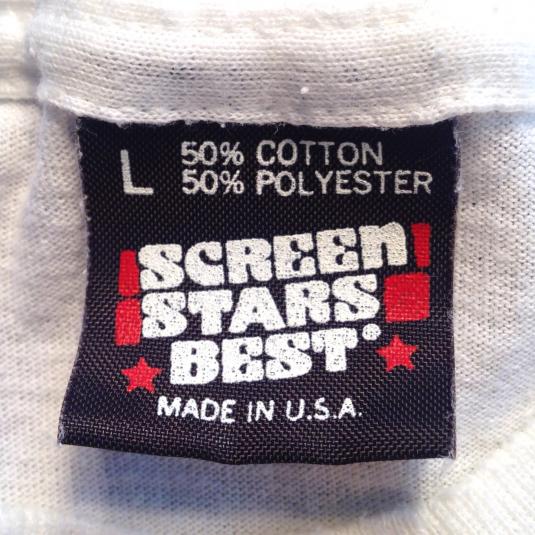 L 50% COTTON
50% POLYESTER
SCREEN
STARS
BEST®
MADE IN U.S.A.